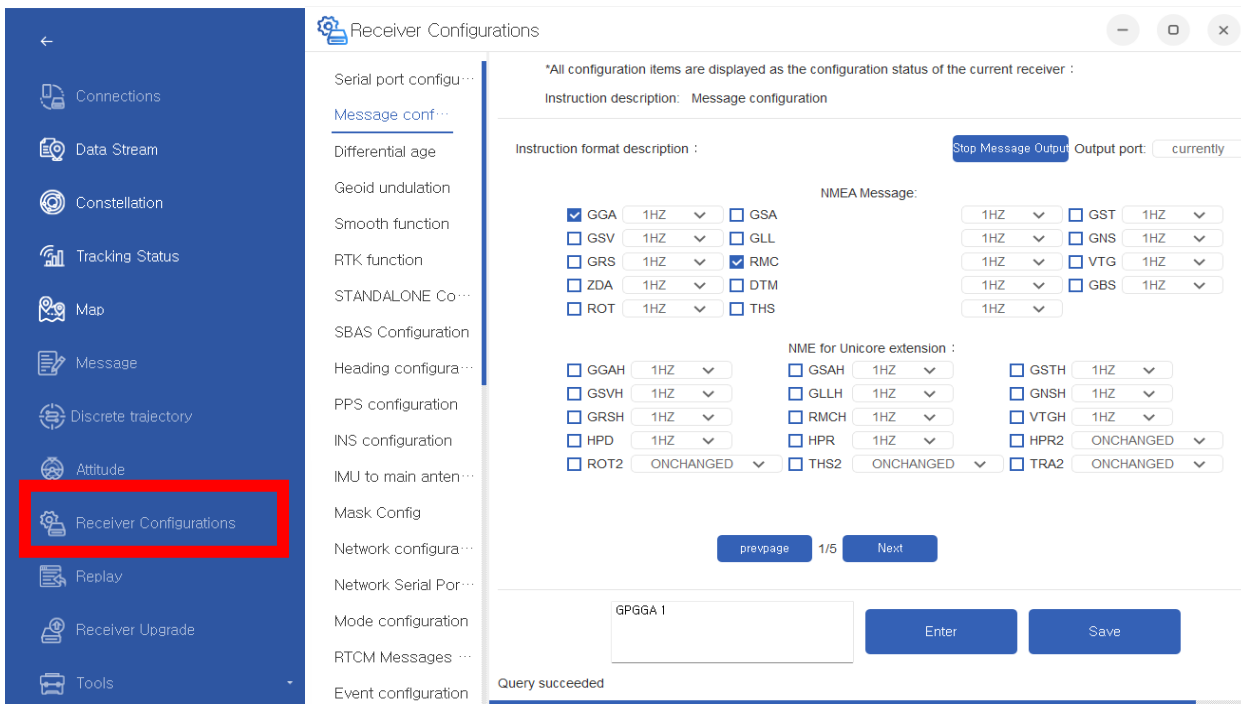 ←
Connections
Data Stream
Constellation
Tracking Status
Map
Message
Discrete trajectory
Attitude
Receiver Configurations
Replay
Receiver Upgrade
Tools
Receiver Configurations
Serial port configu···
Message conf···
Differential age
Geoid undulation
Smooth function
RTK function
STANDALONE Co···
SBAS Configuration
Heading configura···
PPS configuration
INS configuration
IMU to main anten···
Mask Config
Network configura···
Network Serial Por···
Mode configuration
RTCM Messages ···
Event configuration
*All configuration items are displayed as the configuration status of the current receiver：
Instruction description: Message configuration
Instruction format description： Stop Message Output Output port: currently
NMEA Message:
GGA 1HZ GSA 1HZ GST 1HZ
GSV 1HZ GLL 1HZ GNS 1HZ
GRS 1HZ RMC 1HZ VTG 1HZ
ZDA 1HZ DTM 1HZ GBS 1HZ
ROT 1HZ THS 1HZ
NME for Unicore extension：
GGAH 1HZ GSAH 1HZ GSTH 1HZ
GSVH 1HZ GLLH 1HZ GNSH 1HZ
GRSH 1HZ RMCH 1HZ VTGH 1HZ
HPD 1HZ HPR 1HZ HPR2 ONCHANGED
ROT2 ONCHANGED THS2 ONCHANGED TRA2 ONCHANGED
prevpage 1/5 Next
GPGGA 1
Enter Save
Query succeeded